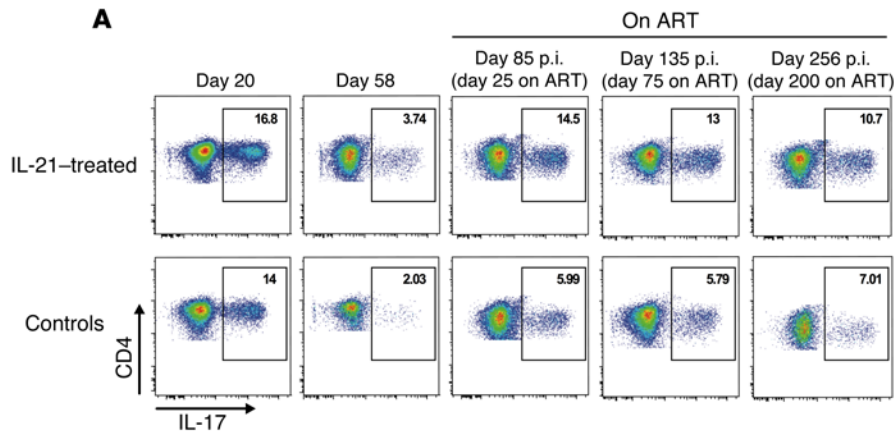 A
On ART
Day 20
Day 58
Day 85 p.i.
(day 25 on ART)
Day 135 p.i.
(day 75 on ART)
Day 256 p.i.
(day 200 on ART)
IL-21–treated
16.8
3.74
14.5
13
10.7
Controls
14
2.03
5.99
5.79
7.01
CD4
IL-17